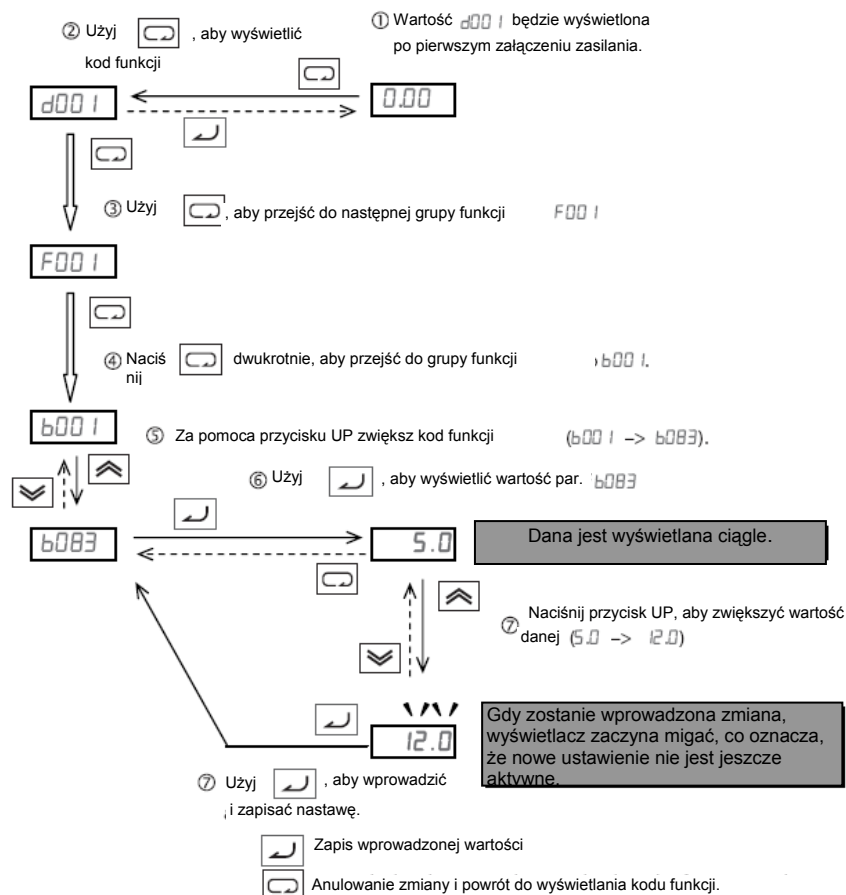 ① Wartość d001 będzie wyświetlona
po pierwszym załączeniu zasilania.
② Użyj , aby wyświetlić
kod funkcji
d001
0.00
③ Użyj , aby przejść do następnej grupy funkcji F001
F001
④ Naciś dwukrotnie, aby przejść do grupy funkcji b001.
nij
b001
⑤ Za pomoca przycisku UP zwiększ kod funkcji (b001 -> b083).
⑥ Użyj , aby wyświetlić wartość par. b083
b083
5.0
Dana jest wyświetlana ciągle.
⑦ Naciśnij przycisk UP, aby zwiększyć wartość
danej (5.0 -> 12.0)
12.0
Gdy zostanie wprowadzona zmiana,
wyświetlacz zaczyna migać, co oznacza,
że nowe ustawienie nie jest jeszcze
aktywne.
⑦ Użyj , aby wprowadzić
i zapisać nastawę.
Zapis wprowadzonej wartości
Anulowanie zmiany i powrót do wyświetlania kodu funkcji.